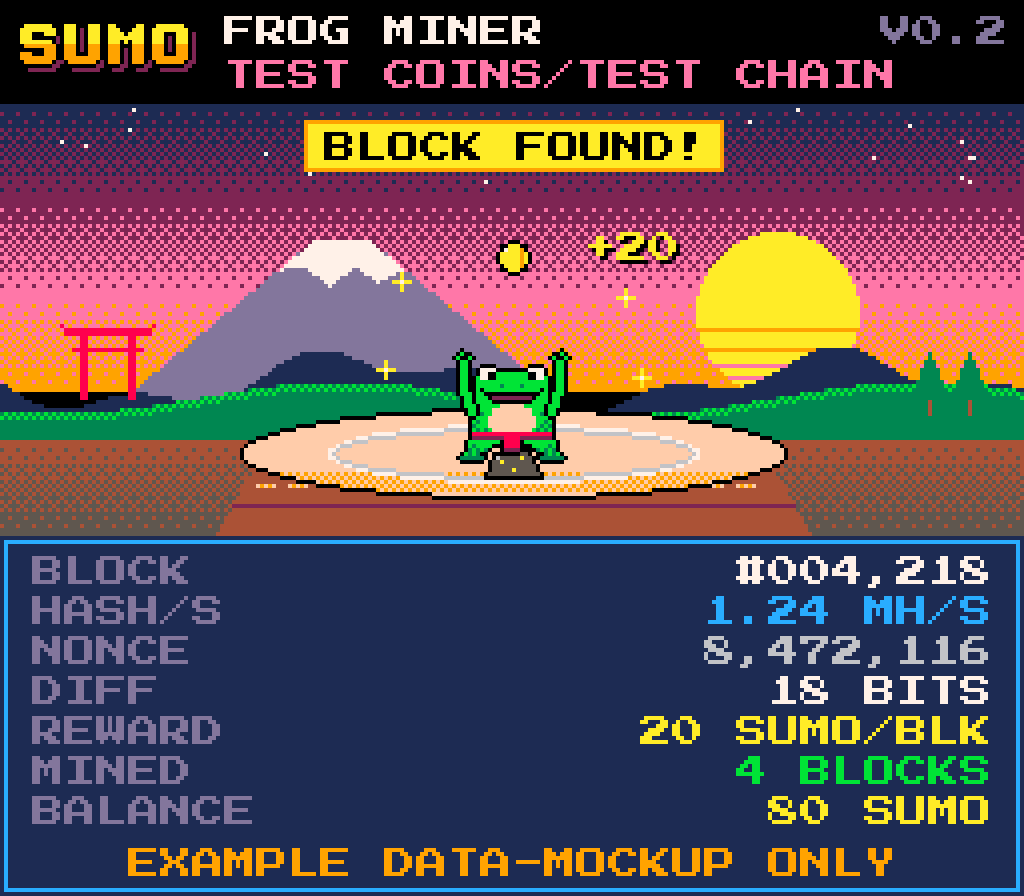 SUMO FROG MINER V0.2
TEST COINS/TEST CHAIN
BLOCK FOUND!
+20
BLOCK #004,218
HASH/S 1.24 MH/S
NONCE 8,472,116
DIFF 18 BITS
REWARD 20 SUMO/BLK
MINED 4 BLOCKS
BALANCE 80 SUMO
EXAMPLE DATA-MOCKUP ONLY